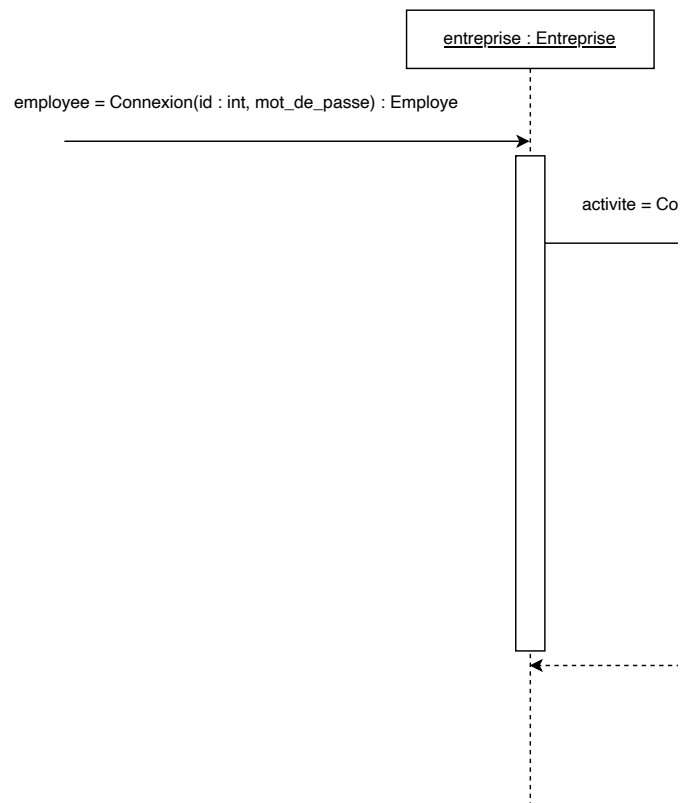 entreprise : Entreprise
employee = Connexion(id : int, mot_de_passe) : Employe
activite = Co